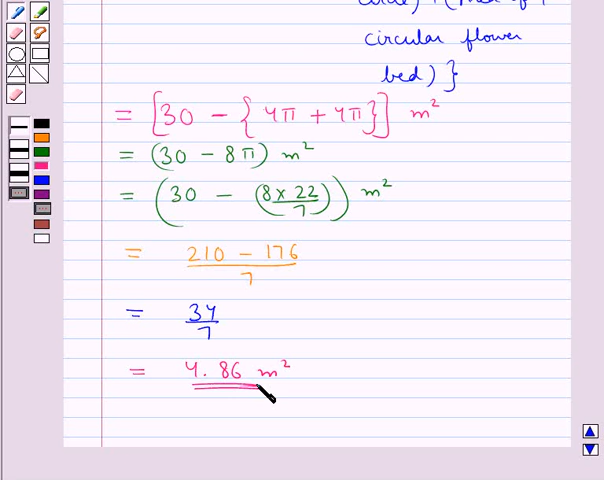 circular flower
bed) }
= [30 - {4π + 4π}] m²
= (30 - 8π) m²
= (30 - (8 × 22/7)) m²
= 210 - 176/7
= 34/7
= 4.86 m²